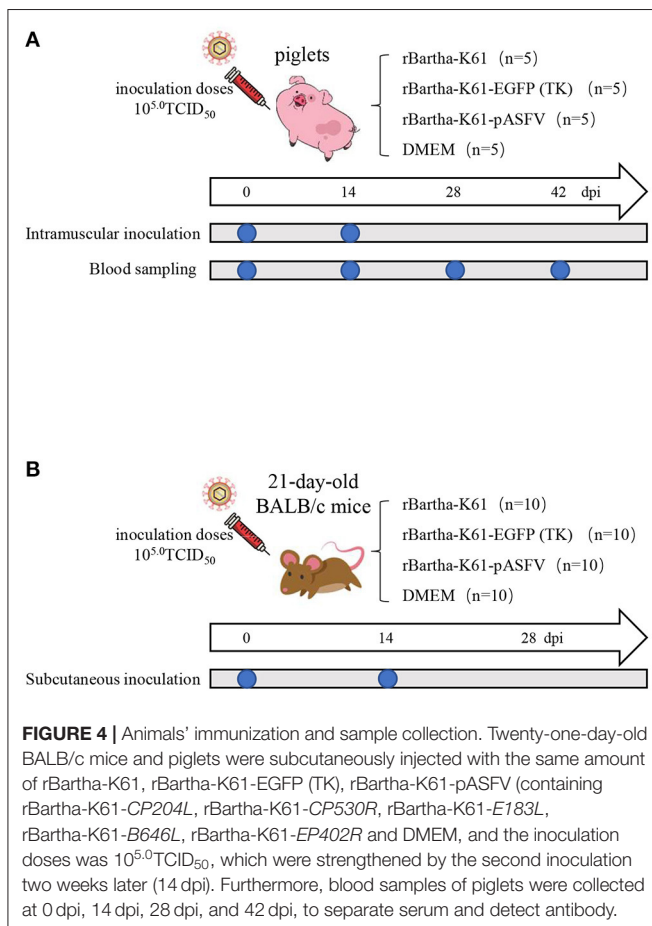 A
piglets
inoculation doses
10^5.0TCID50
rBartha-K61 (n=5)
rBartha-K61-EGFP (TK) (n=5)
rBartha-K61-pASFV (n=5)
DMEM (n=5)
0 14 28 42 dpi
Intramuscular inoculation
Blood sampling
B
21-day-old
BALB/c mice
inoculation doses
10^5.0TCID50
rBartha-K61 (n=10)
rBartha-K61-EGFP (TK) (n=10)
rBartha-K61-pASFV (n=10)
DMEM (n=10)
0 14 28 dpi
Subcutaneous inoculation
FIGURE 4 | Animals' immunization and sample collection. Twenty-one-day-old
BALB/c mice and piglets were subcutaneously injected with the same amount
of rBartha-K61, rBartha-K61-EGFP (TK), rBartha-K61-pASFV (containing
rBartha-K61-CP204L, rBartha-K61-CP530R, rBartha-K61-E183L,
rBartha-K61-B646L, rBartha-K61-EP402R and DMEM, and the inoculation
doses was 10^5.0TCID50, which were strengthened by the second inoculation
two weeks later (14 dpi). Furthermore, blood samples of piglets were collected
at 0 dpi, 14 dpi, 28 dpi, and 42 dpi, to separate serum and detect antibody.